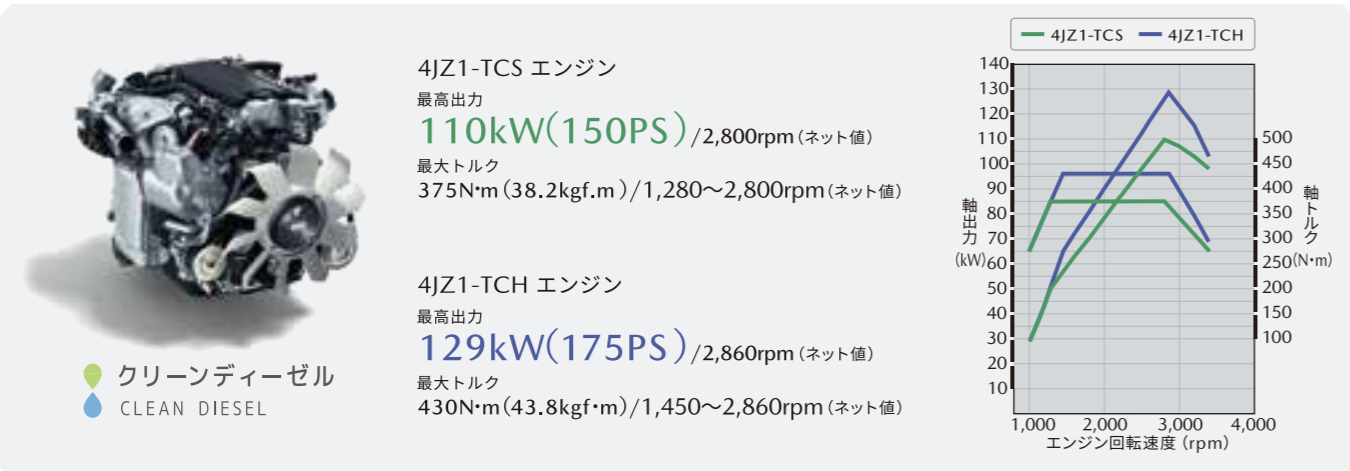 4JZ1-TCS エンジン
最高出力
110kW(150PS)/2,800rpm(ネット値)
最大トルク
375N•m(38.2kgf.m)/1,280～2,800rpm(ネット値)
4JZ1-TCH エンジン
最高出力
129kW(175PS)/2,860rpm(ネット値)
最大トルク
430N•m(43.8kgf•m)/1,450～2,860rpm(ネット値)
クリーンディーゼル
CLEAN DIESEL
4JZ1-TCS 4JZ1-TCH
140
130
120
110
100
90
80
70
60
50
40
30
20
10
軸出力
(kW)
500
450
400
350
300
250
200
150
100
軸トルク
(N•m)
1,000 2,000 3,000 4,000
エンジン回転速度 (rpm)